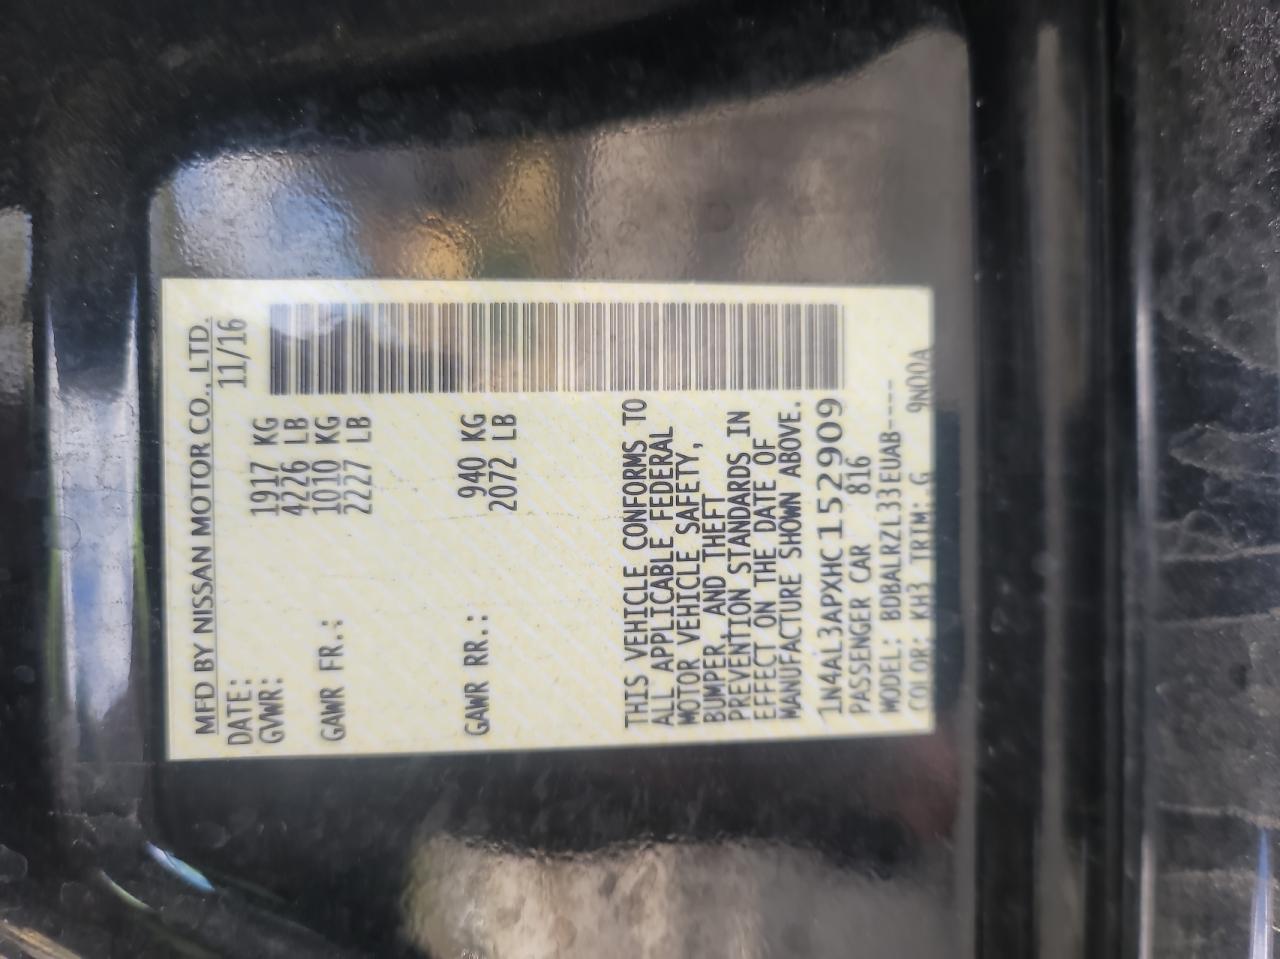 MFD BY NISSAN MOTOR CO., LTD.
DATE: 11/16
GVWR: 1917 KG
4226 LB
GAWR FR.: 1010 KG
2227 LB
GAWR RR.: 940 KG
2072 LB
THIS VEHICLE CONFORMS TO
ALL APPLICABLE FEDERAL
MOTOR VEHICLE SAFETY,
BUMPER, AND THEFT
PREVENTION STANDARDS IN
EFFECT ON THE DATE OF
MANUFACTURE SHOWN ABOVE.
1N4AL3APXHC152909
PASSENGER CAR 816
MODEL: BDBALRZL33EUAB----
COLOR: KH3 TRIM: G 9N00A